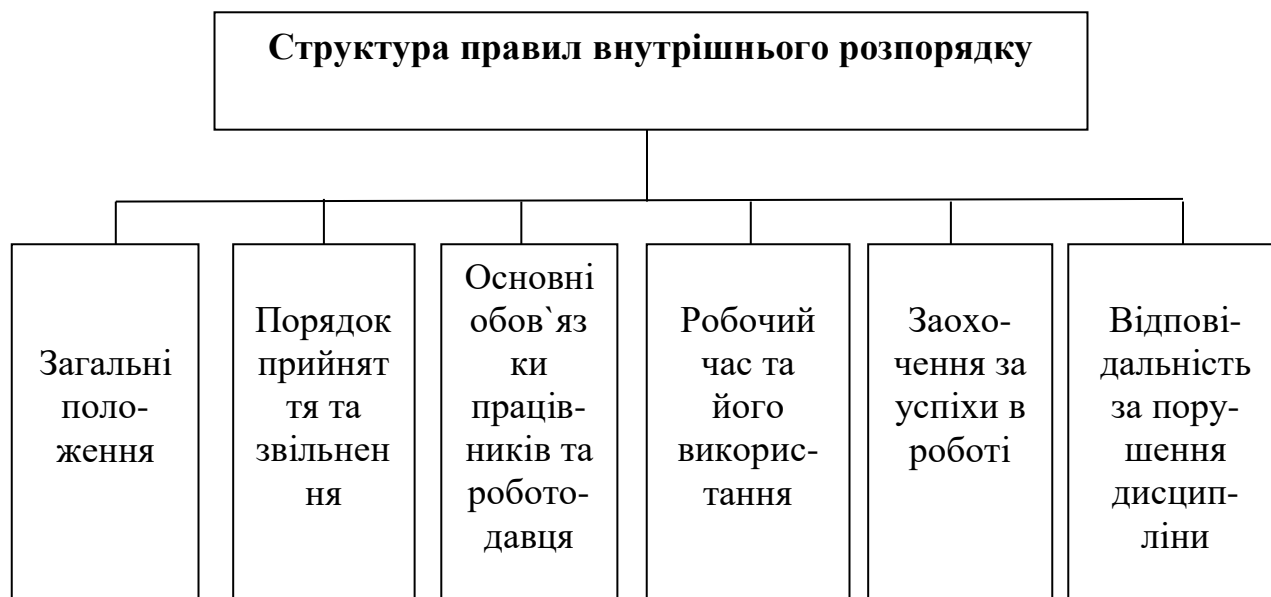 Структура правил внутрішнього розпорядку
Загальні
поло-
ження
Порядок
прийнят
тя та
звільнен
ня
Основні
обов`яз
ки
праців-
ників та
робото-
давця
Робочий
час та
його
викорис-
тання
Заохо-
чення за
успіхи в
роботі
Відпові-
дальність
за пору-
шення
дисцип-
ліни